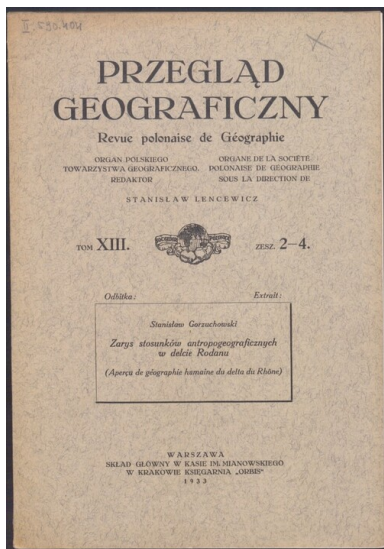 II 590.404
PRZEGLĄD
GEOGRAFICZNY
Revue polonaise de Géographie
ORGAN POLSKIEGO
TOWARZYSTWA GEOGRAFICZNEGO.
REDAKTOR
ORGANE DE LA SOCIÉTÉ
POLONAISE DE GÉOGRAPHIE
SOUS LA DIRECTION DE
STANISŁAW LENCEWICZ
TOM XIII.
ZESZ. 2—4.
Odbitka:
Extrait:
Stanisław Gorzuchowski
Zarys stosunków antropogeograficznych
w delcie Rodanu
(Aperçu de géographie humaine du delta du Rhône)
WARSZAWA
SKŁAD GŁÓWNY W KASIE IM. MIANOWSKIEGO
W KRAKOWIE KSIĘGARNIA „ORBIS"
1933